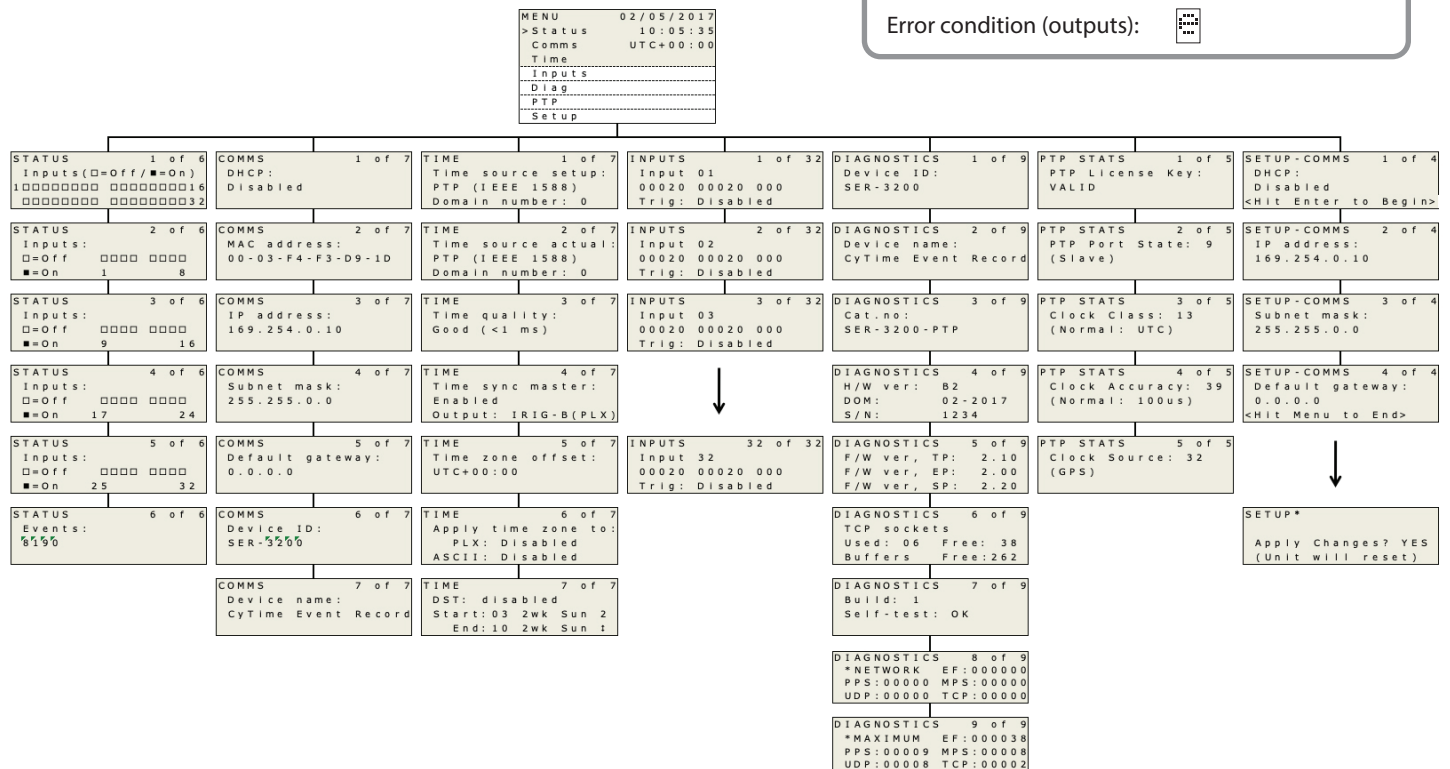 Error condition (outputs):
MENU 02/05/2017
>Status 10:05:35
Comms UTC+00:00
Time
Inputs
Diag
PTP
Setup
STATUS 1 of 6
Inputs(□=Off/■=On)
1□□□□□□□□ □□□□□□□□16
□□□□□□□□ □□□□□□□□32
STATUS 2 of 6
Inputs:
□=Off □□□□ □□□□
■=On 1 8
STATUS 3 of 6
Inputs:
□=Off □□□□ □□□□
■=On 9 16
STATUS 4 of 6
Inputs:
□=Off □□□□ □□□□
■=On 17 24
STATUS 5 of 6
Inputs:
□=Off □□□□ □□□□
■=On 25 32
STATUS 6 of 6
Events:
8190
COMMS 1 of 7
DHCP:
Disabled
COMMS 2 of 7
MAC address:
00-03-F4-F3-D9-1D
COMMS 3 of 7
IP address:
169.254.0.10
COMMS 4 of 7
Subnet mask:
255.255.0.0
COMMS 5 of 7
Default gateway:
0.0.0.0
COMMS 6 of 7
Device ID:
SER-3200
COMMS 7 of 7
Device name:
CyTime Event Record
TIME 1 of 7
Time source setup:
PTP (IEEE 1588)
Domain number: 0
TIME 2 of 7
Time source actual:
PTP (IEEE 1588)
Domain number: 0
TIME 3 of 7
Time quality:
Good (<1 ms)
TIME 4 of 7
Time sync master:
Enabled
Output: IRIG-B(PLX)
TIME 5 of 7
Time zone offset:
UTC+00:00
TIME 6 of 7
Apply time zone to:
PLX: Disabled
ASCII: Disabled
TIME 7 of 7
DST: disabled
Start:03 2wk Sun 2
End:10 2wk Sun ↕
INPUTS 1 of 32
Input 01
00020 00020 000
Trig: Disabled
INPUTS 2 of 32
Input 02
00020 00020 000
Trig: Disabled
INPUTS 3 of 32
Input 03
00020 00020 000
Trig: Disabled
INPUTS 32 of 32
Input 32
00020 00020 000
Trig: Disabled
DIAGNOSTICS 1 of 9
Device ID:
SER-3200
DIAGNOSTICS 2 of 9
Device name:
CyTime Event Record
DIAGNOSTICS 3 of 9
Cat.no:
SER-3200-PTP
DIAGNOSTICS 4 of 9
H/W ver: B2
DOM: 02-2017
S/N: 1234
DIAGNOSTICS 5 of 9
F/W ver, TP: 2.10
F/W ver, EP: 2.00
F/W ver, SP: 2.20
DIAGNOSTICS 6 of 9
TCP sockets
Used: 06 Free: 38
Buffers Free:262
DIAGNOSTICS 7 of 9
Build: 1
Self-test: OK
DIAGNOSTICS 8 of 9
*NETWORK EF:000000
PPS:00000 MPS:00000
UDP:00000 TCP:00000
DIAGNOSTICS 9 of 9
*MAXIMUM EF:000038
PPS:00009 MPS:00008
UDP:00008 TCP:00002
PTP STATS 1 of 5
PTP License Key:
VALID
PTP STATS 2 of 5
PTP Port State: 9
(Slave)
PTP STATS 3 of 5
Clock Class: 13
(Normal: UTC)
PTP STATS 4 of 5
Clock Accuracy: 39
(Normal: 100us)
PTP STATS 5 of 5
Clock Source: 32
(GPS)
SETUP-COMMS 1 of 4
DHCP:
Disabled
<Hit Enter to Begin>
SETUP-COMMS 2 of 4
IP address:
169.254.0.10
SETUP-COMMS 3 of 4
Subnet mask:
255.255.0.0
SETUP-COMMS 4 of 4
Default gateway:
0.0.0.0
<Hit Menu to End>
SETUP*
Apply Changes? YES
(Unit will reset)